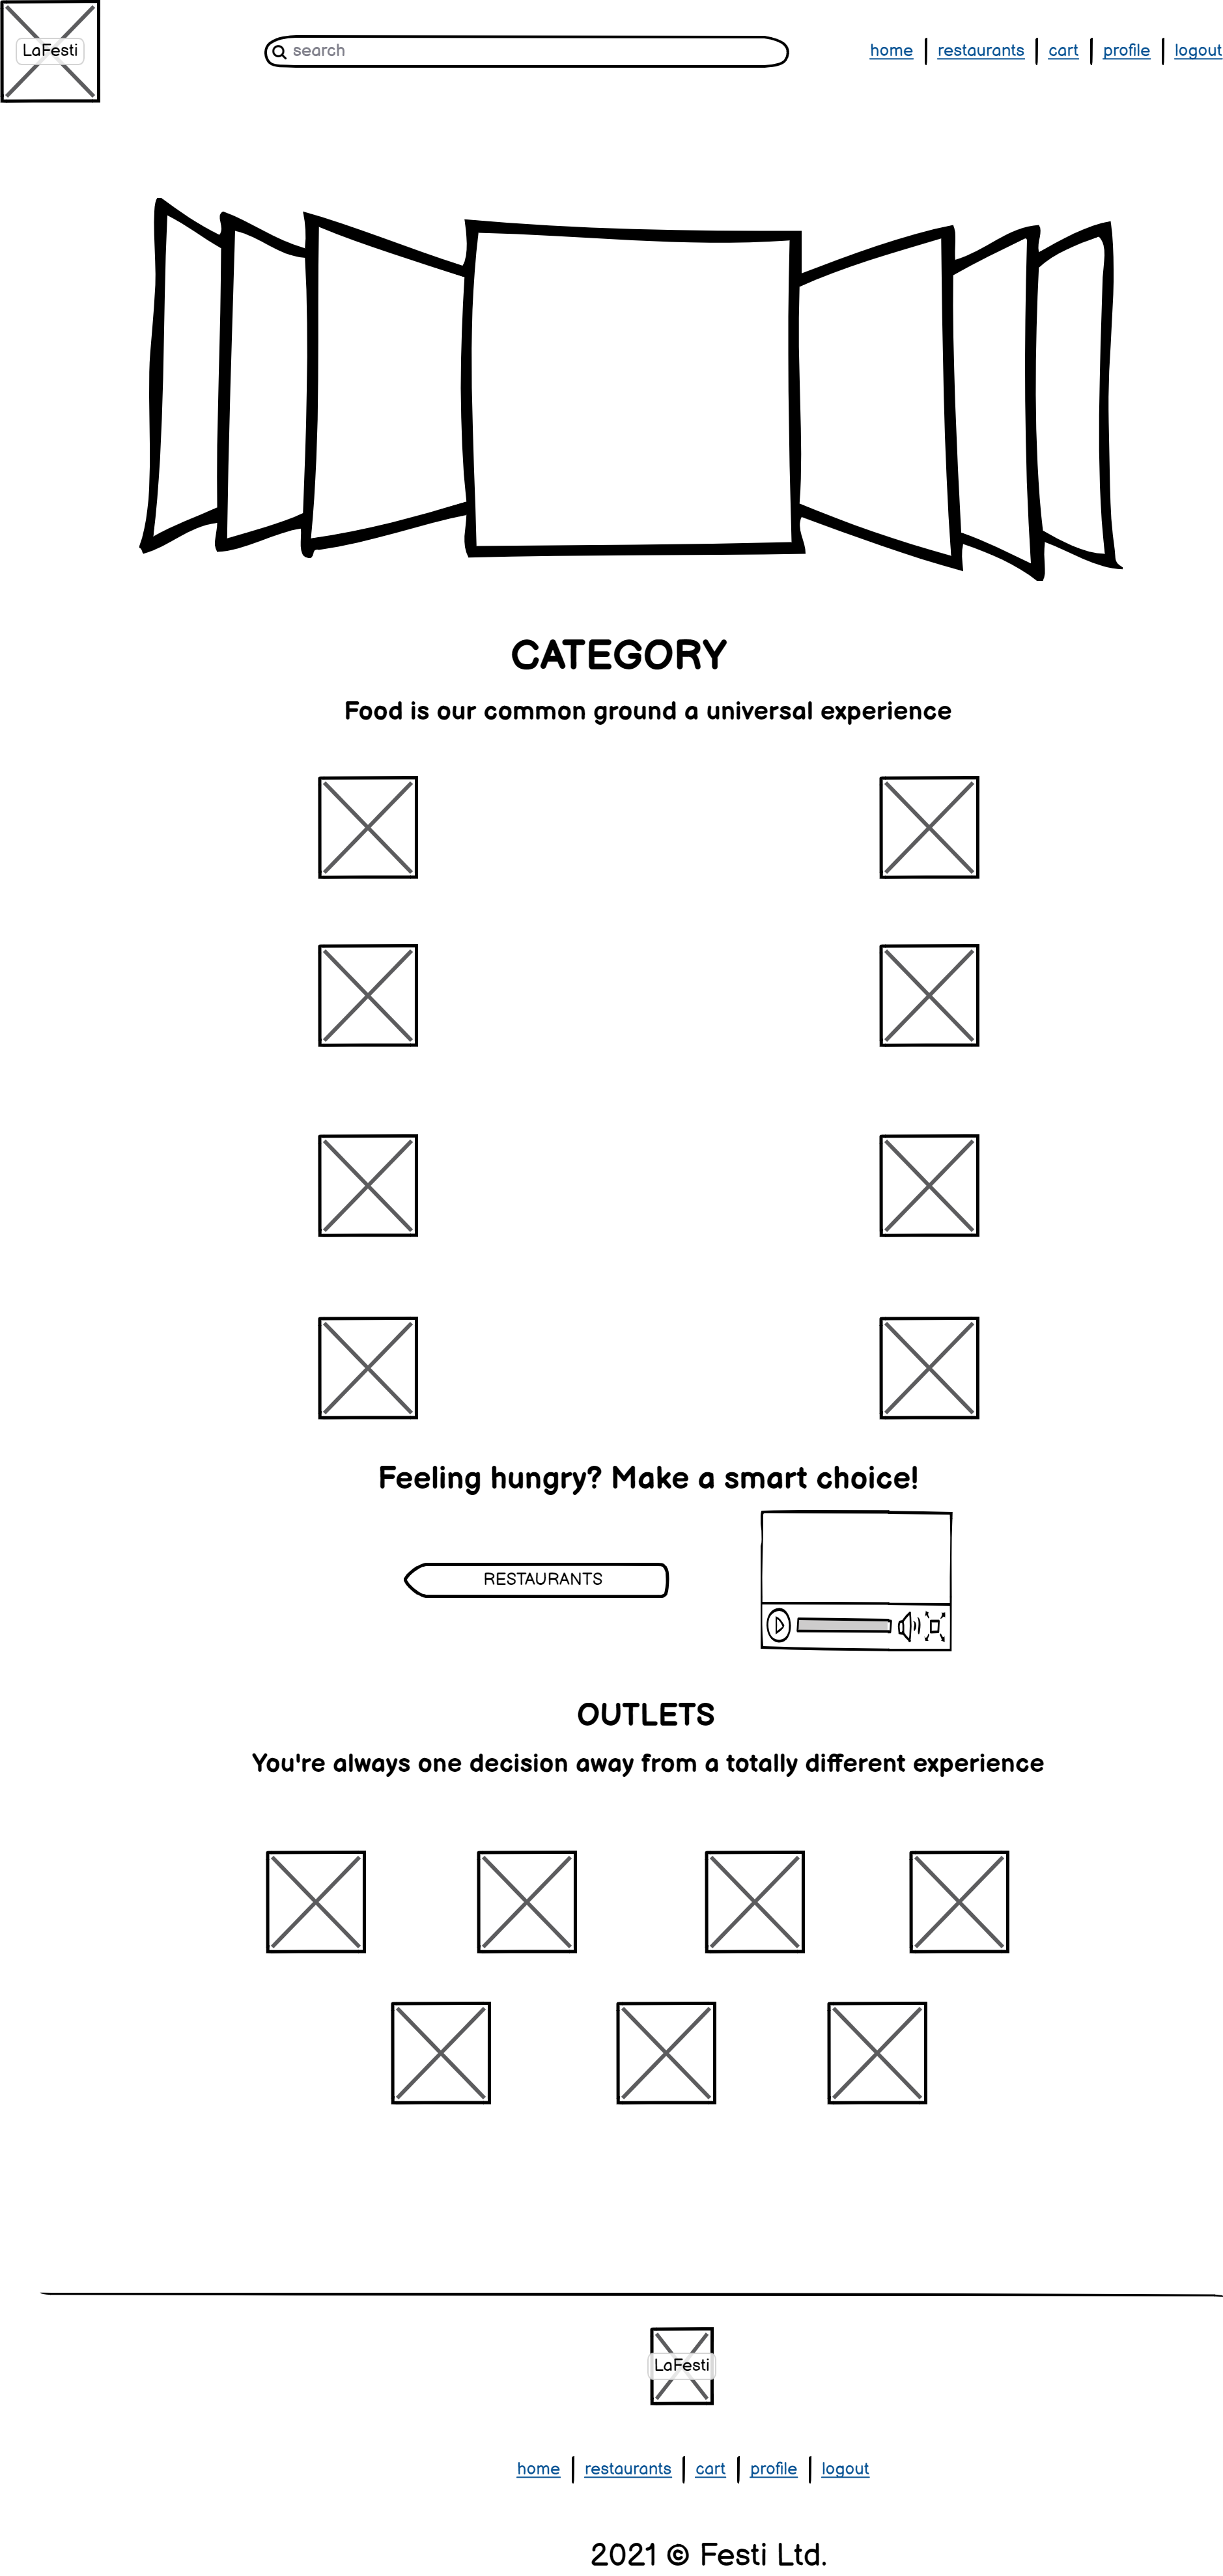 LaFesti
search
home | restaurants | cart | profile | logout
CATEGORY
Food is our common ground a universal experience
Feeling hungry? Make a smart choice!
RESTAURANTS
OUTLETS
You're always one decision away from a totally different experience
LaFesti
home | restaurants | cart | profile | logout
2021 © Festi Ltd.